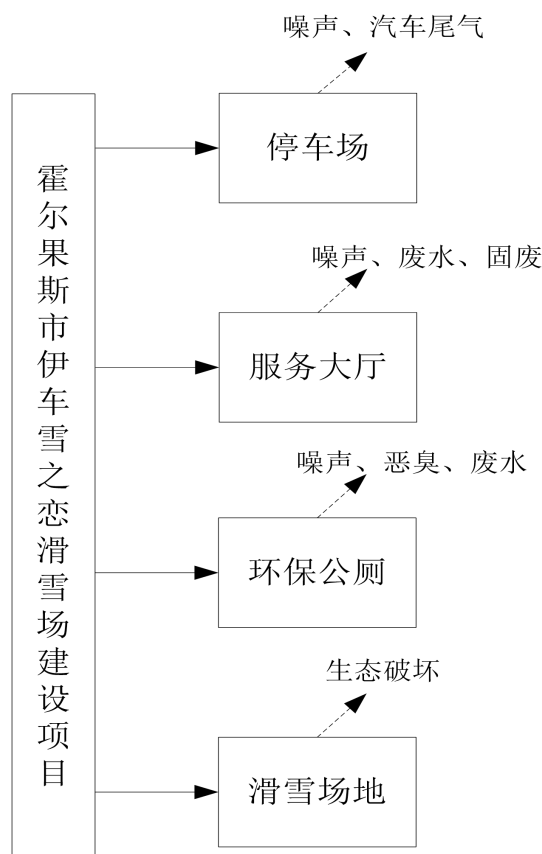 霍尔果斯市伊车雪之恋滑雪场建设项目
噪声、汽车尾气
停车场
噪声、废水、固废
服务大厅
噪声、恶臭、废水
环保公厕
生态破坏
滑雪场地